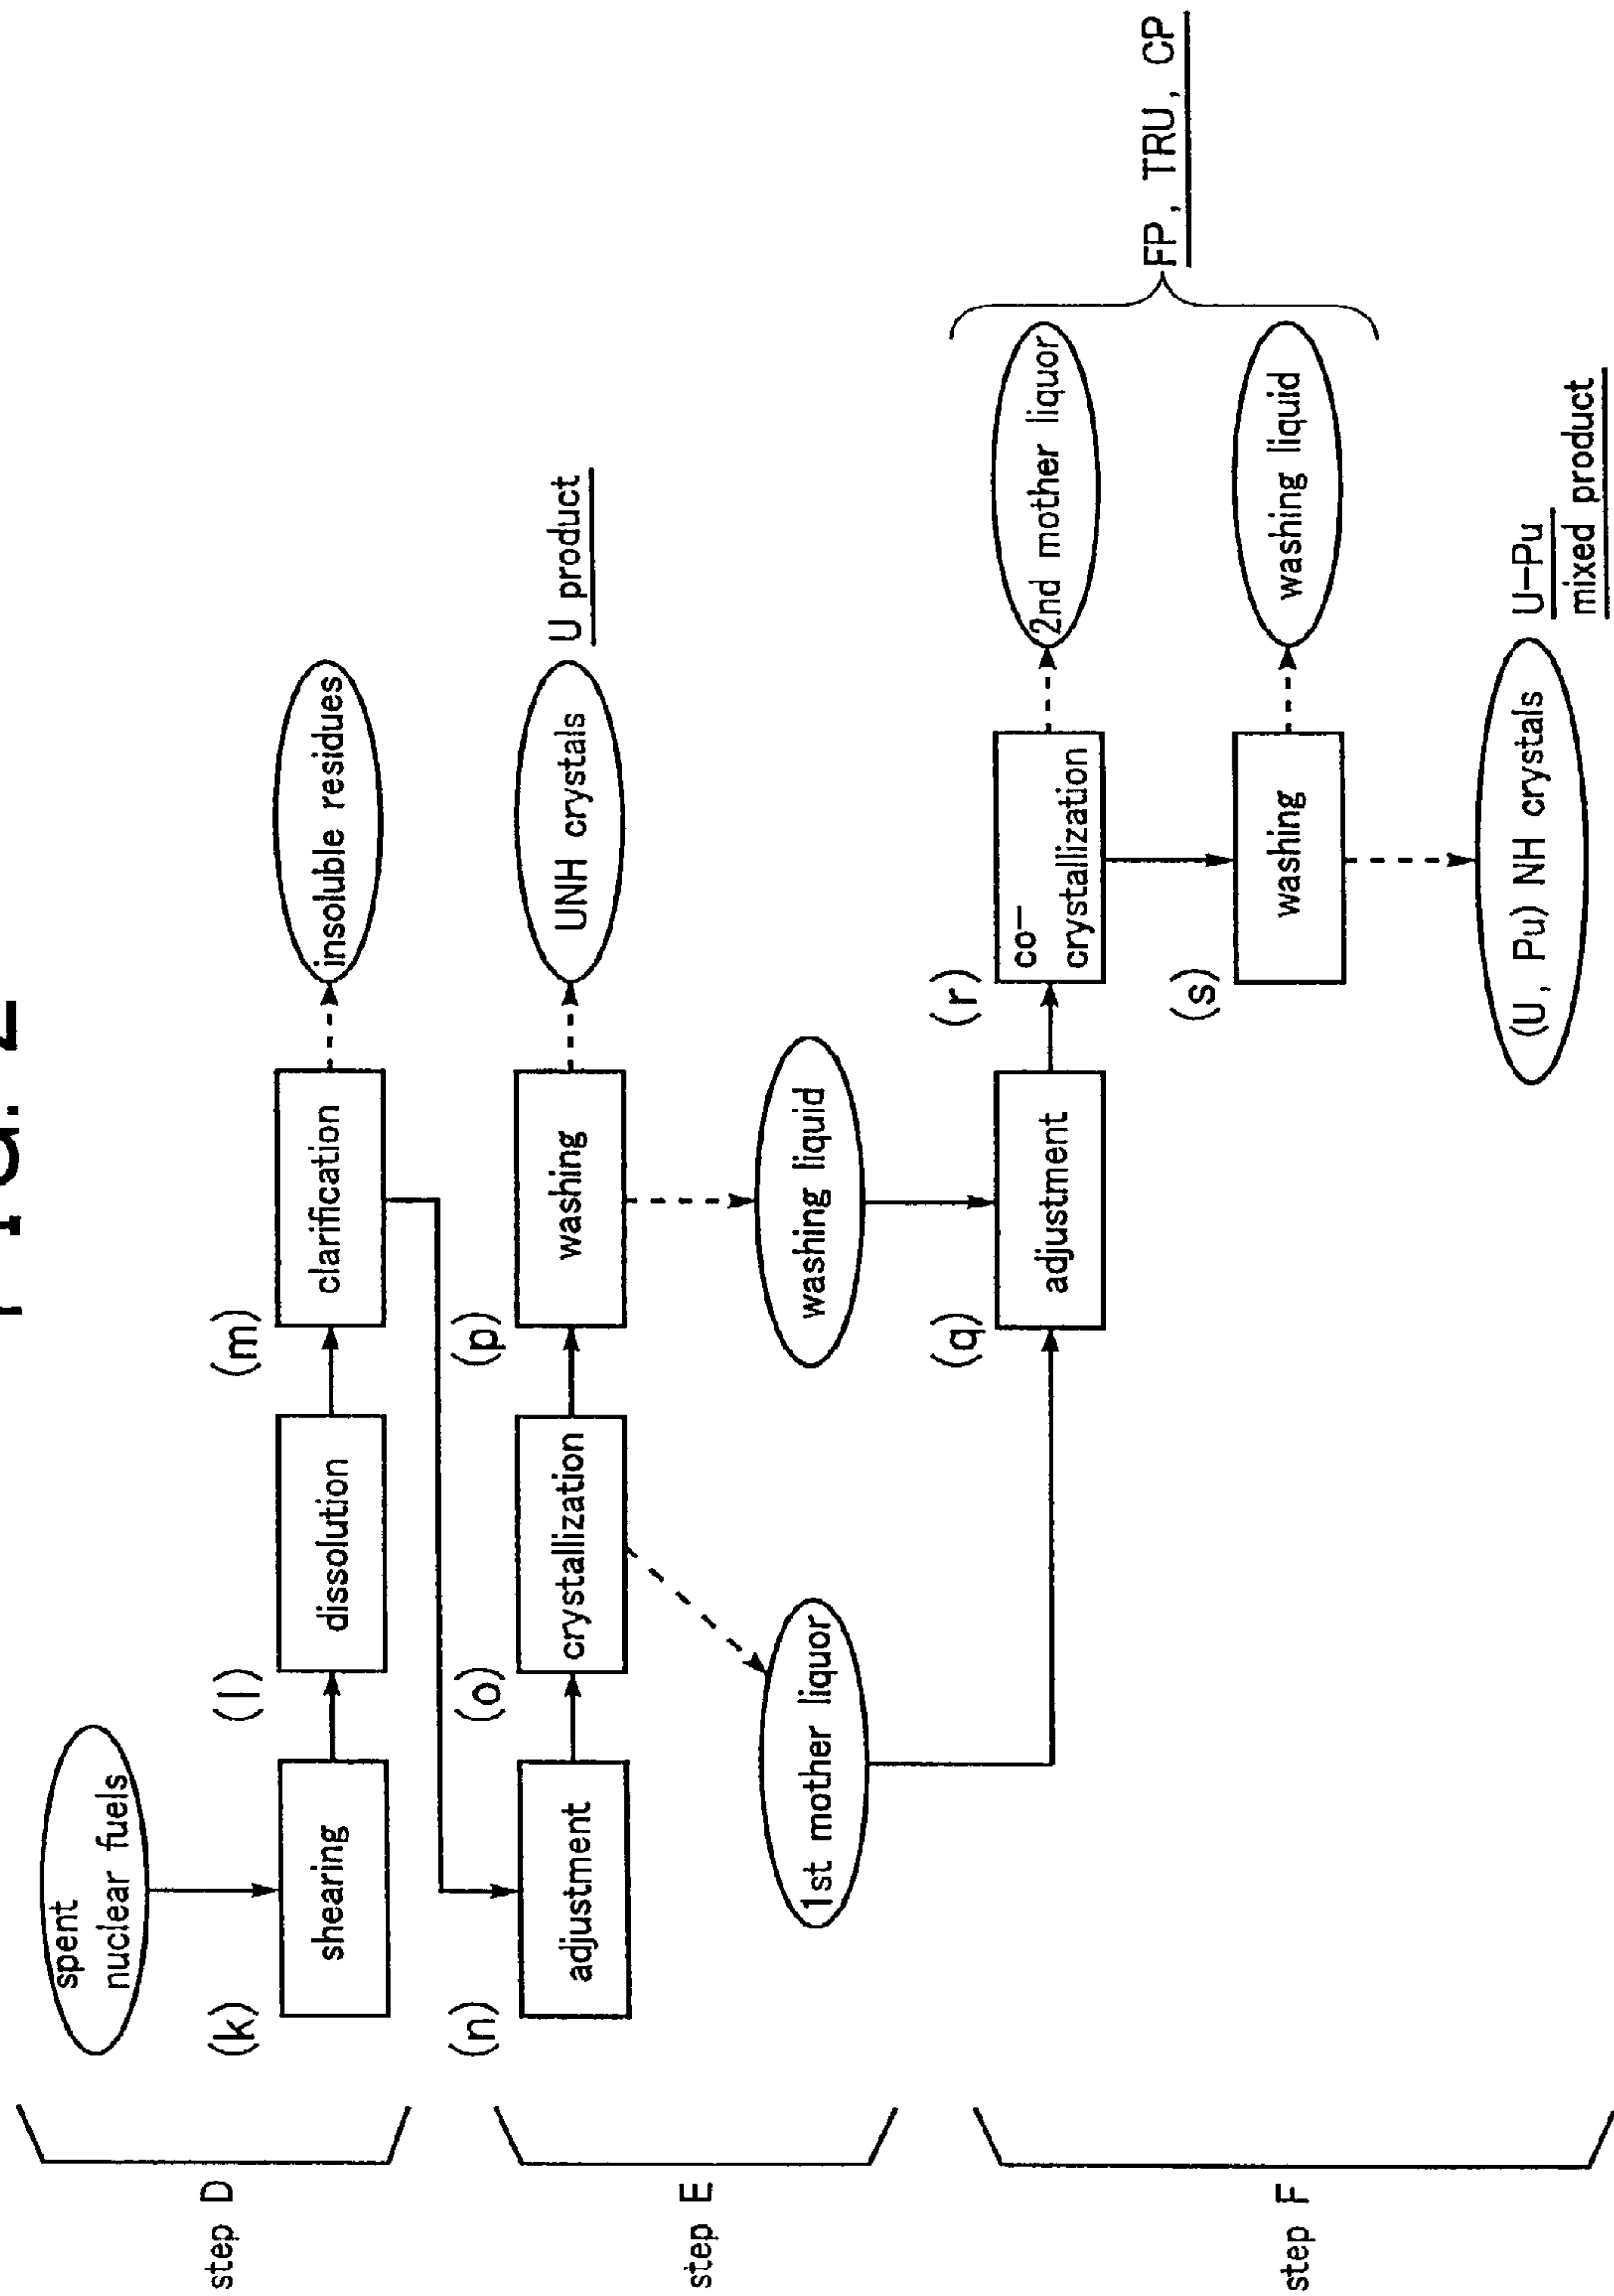 FIG. 2
step D
spent
nuclear fuels
(k)
shearing
(l)
dissolution
(m)
clarification
insoluble residues
step E
(n)
adjustment
(o)
crystallization
(p)
washing
UNH crystals
U product
1st mother liquor
washing liquid
step F
(q)
adjustment
(r)
co-
crystallization
2nd mother liquor
(s)
washing
washing liquid
FP, TRU, CP
(U, Pu) NH crystals
U-Pu
mixed product